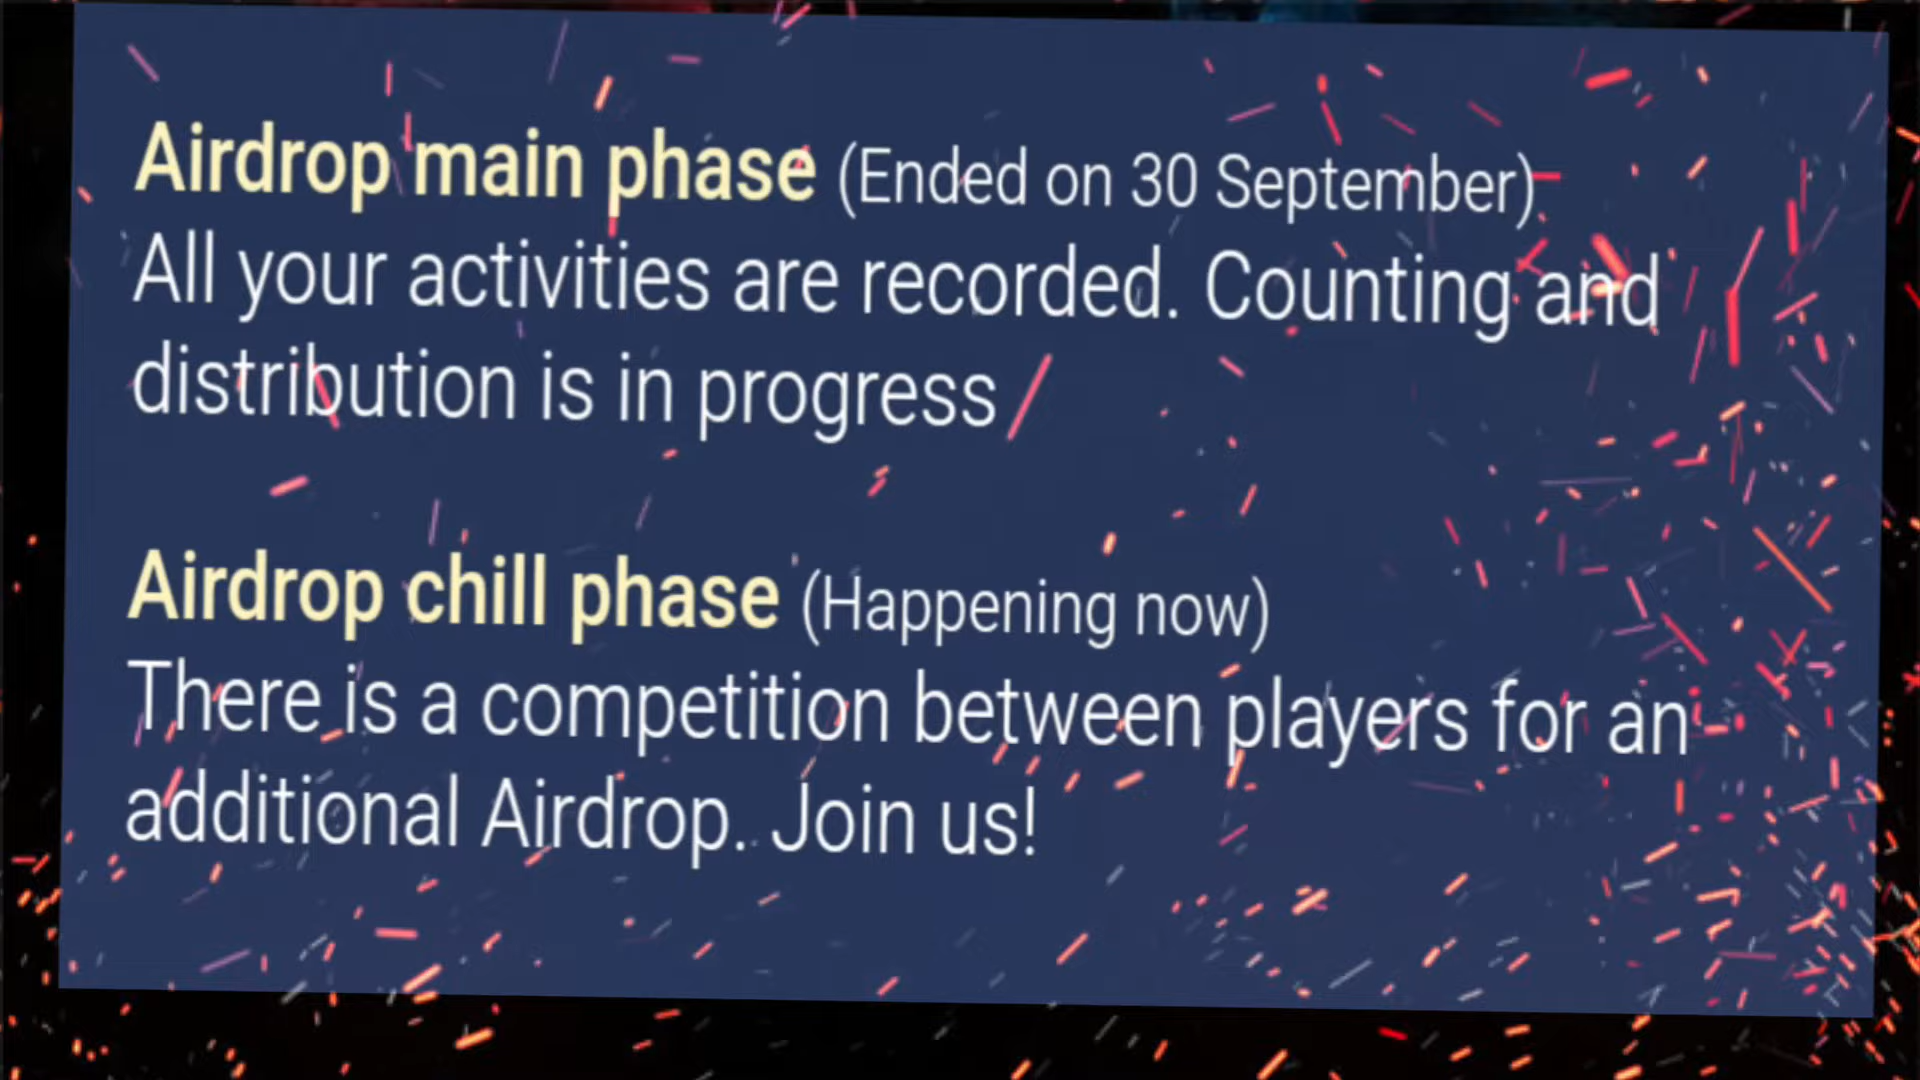 Airdrop main phase (Ended on 30 September)
All your activities are recorded. Counting and
distribution is in progress
Airdrop chill phase (Happening now)
There is a competition between players for an
additional Airdrop. Join us!